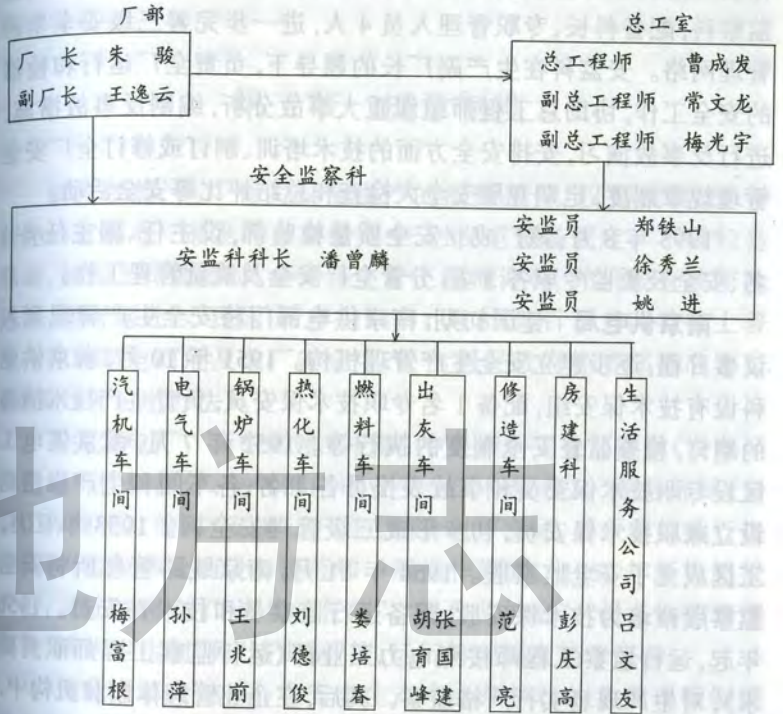 厂部
厂 长 朱 骏
副厂长 王逸云
总工室
总工程师 曹成发
副总工程师 常文龙
副总工程师 梅光宇
安全监察科
安监科科长 潘曾麟
安监员 郑铁山
安监员 徐秀兰
安监员 姚 进
汽机车间 梅富根
电气车间 孙萍
锅炉车间 王兆前
热化车间 刘德俊
燃料车间 娄培春
出灰车间 胡育峰 张国建
修造车间 范亮
房建科 彭庆高
生活服务公司 吕文友
方志